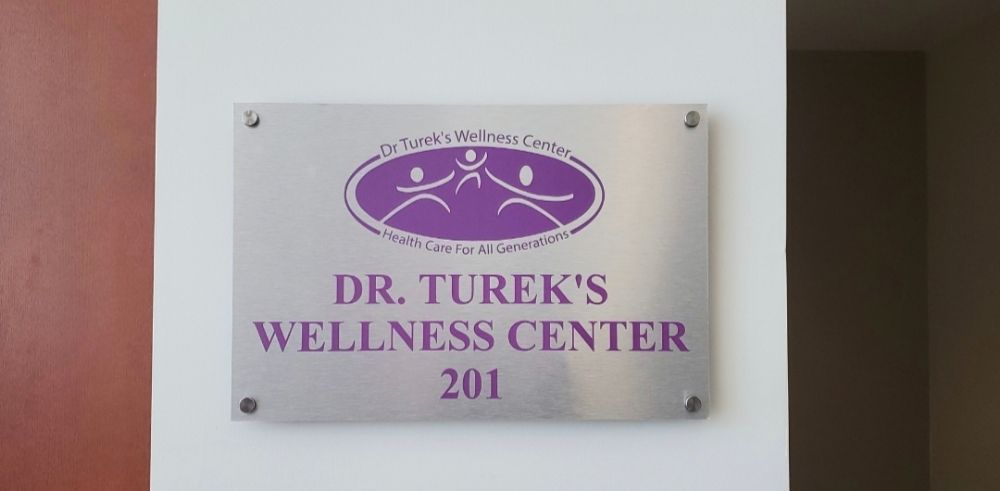 Dr Turek's Wellness Center
Health Care For All Generations
DR. TUREK'S
WELLNESS CENTER
201